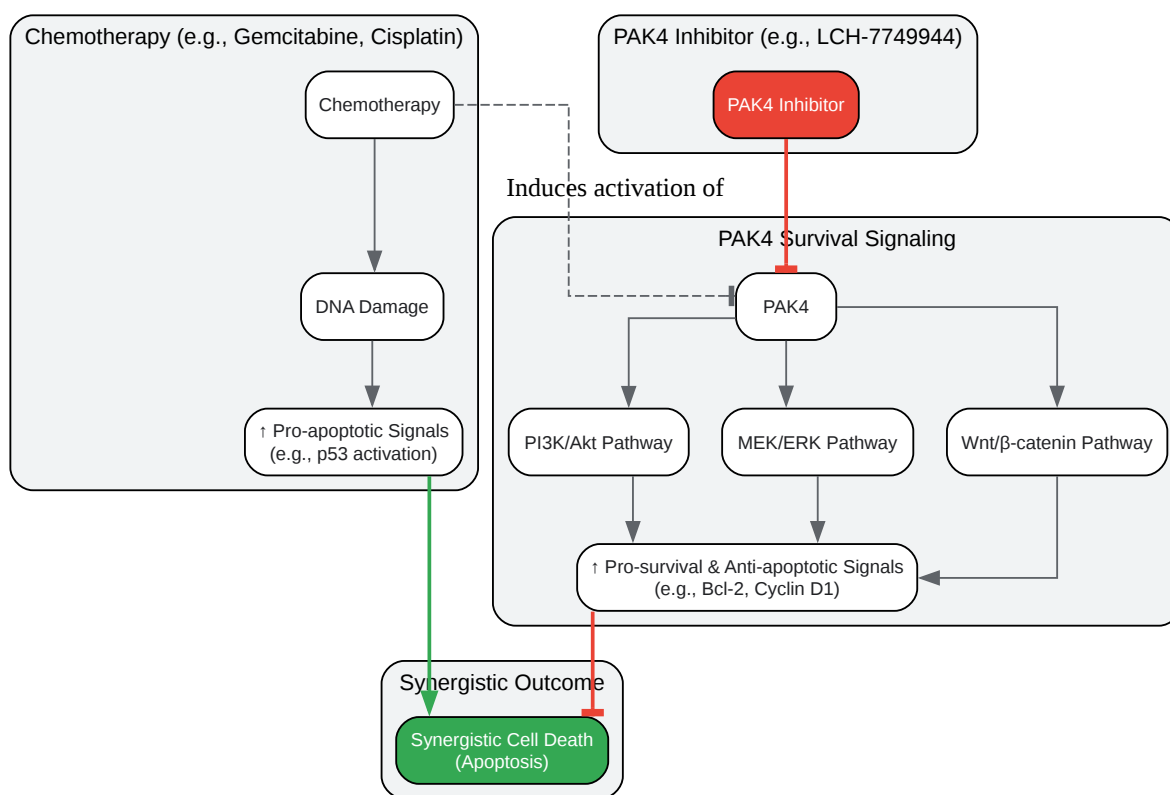 Chemotherapy (e.g., Gemcitabine, Cisplatin)
PAK4 Inhibitor (e.g., LCH-7749944)
Chemotherapy
PAK4 Inhibitor
Induces activation of
PAK4 Survival Signaling
DNA Damage
PAK4
↑ Pro-apoptotic Signals
(e.g., p53 activation)
PI3K/Akt Pathway
MEK/ERK Pathway
Wnt/β-catenin Pathway
↑ Pro-survival & Anti-apoptotic Signals
(e.g., Bcl-2, Cyclin D1)
Synergistic Outcome
Synergistic Cell Death
(Apoptosis)